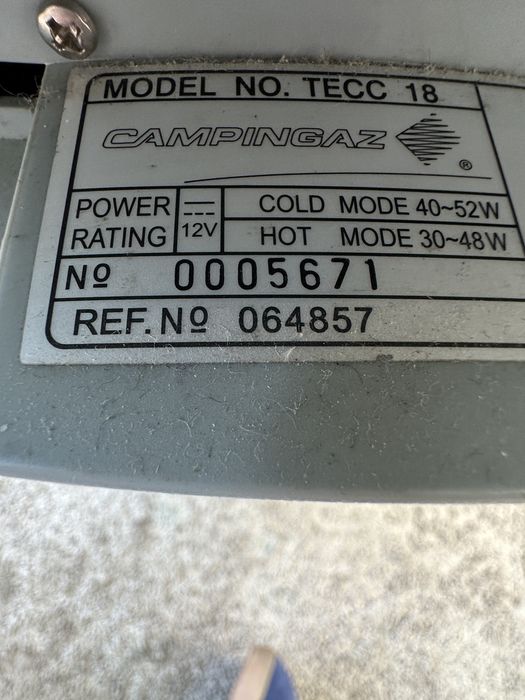 MODEL NO. TECC 18
CAMPINGAZ ®
POWER RATING
12V
COLD MODE 40~52W
HOT MODE 30~48W
Nº 0005671
REF. Nº 064857